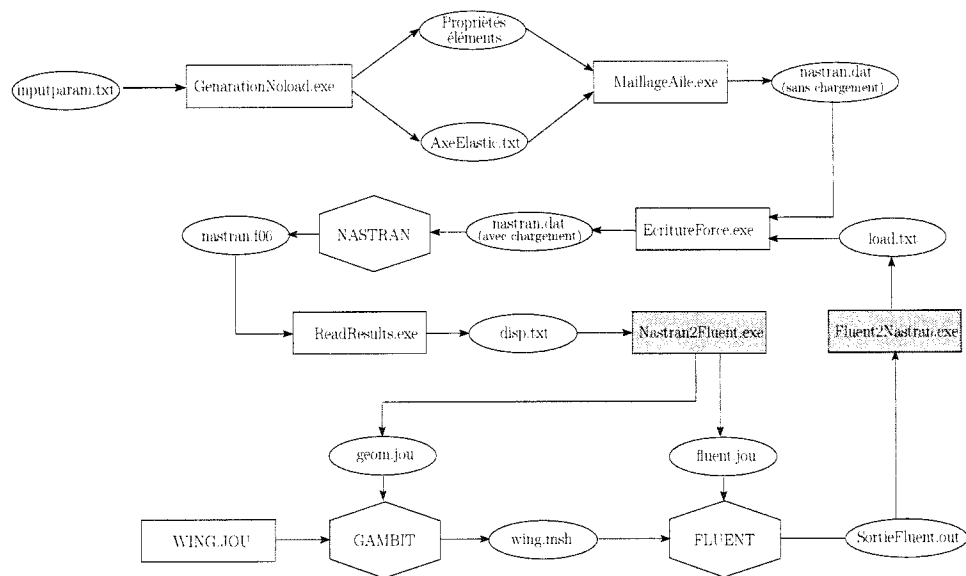 Propriètés
éléments
inputparam.txt
GenarationNoload.exe
MaillageAile.exe
nastran.dat
(sans chargement)
AxeElastic.txt
nastran.f06
NASTRAN
nastran.dat
(avec chargement)
EcritureForce.exe
load.txt
ReadResults.exe
disp.txt
Nastran2Fluent.exe
Fluent2Nastran.exe
geom.jou
fluent.jou
WING.JOU
GAMBIT
wing.msh
FLUENT
SortieFluent.out